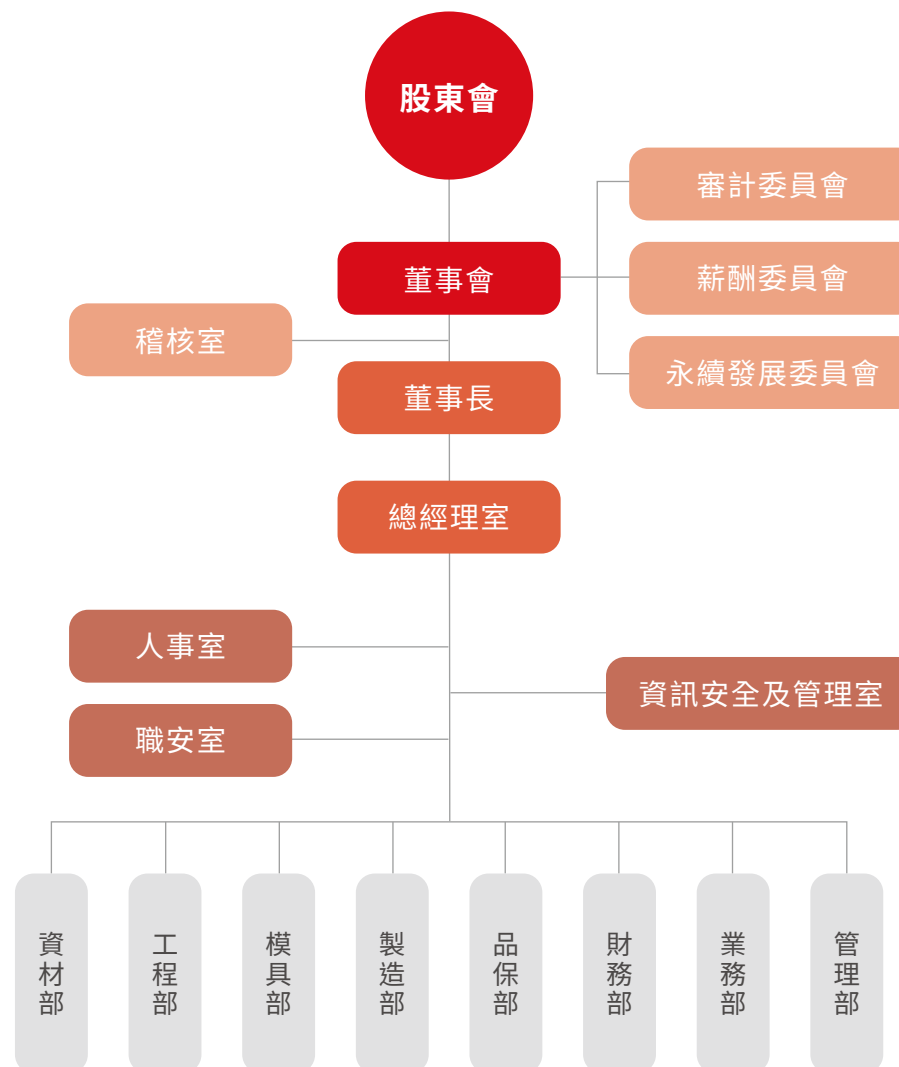 股東會
審計委員會
董事會
薪酬委員會
稽核室
永續發展委員會
董事長
總經理室
人事室
資訊安全及管理室
職安室
資材部
工程部
模具部
製造部
品保部
財務部
業務部
管理部